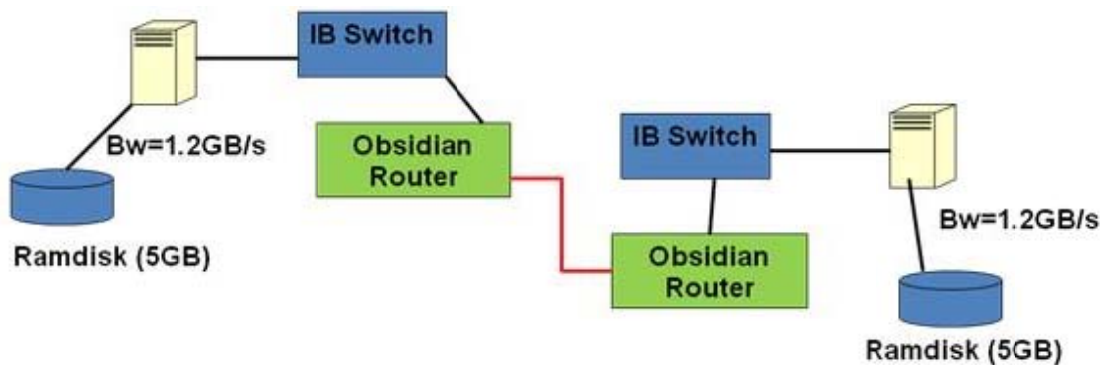 IB Switch
Bw=1.2GB/s
Obsidian
Router
Ramdisk (5GB)
IB Switch
Bw=1.2GB/s
Obsidian
Router
Ramdisk (5GB)